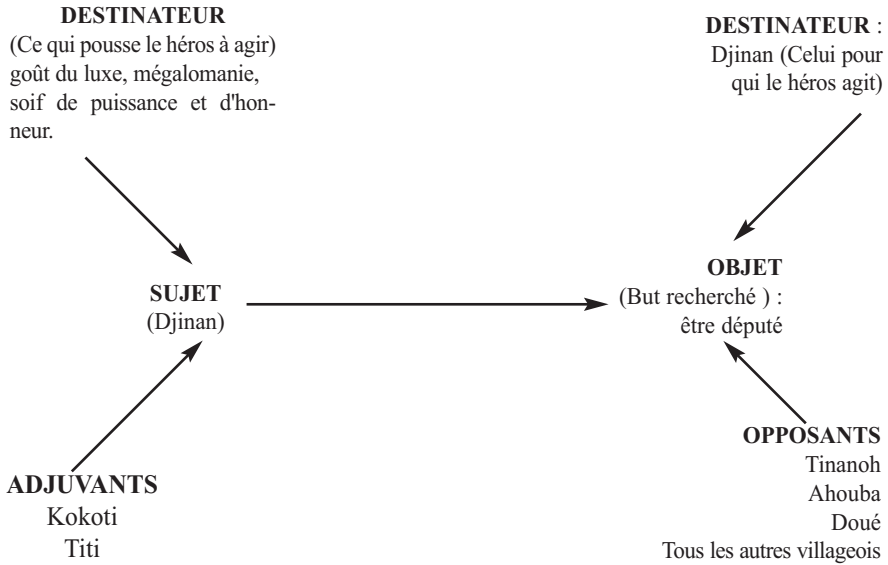 DESTINATEUR
(Ce qui pousse le héros à agir)
goût du luxe, mégalomanie,
soif de puissance et d'hon-
neur.
DESTINATEUR :
Djinan (Celui pour
qui le héros agit)
SUJET
(Djinan)
OBJET
(But recherché ) :
être député
ADJUVANTS
Kokoti
Titi
OPPOSANTS
Tinanoh
Ahouba
Doué
Tous les autres villageois